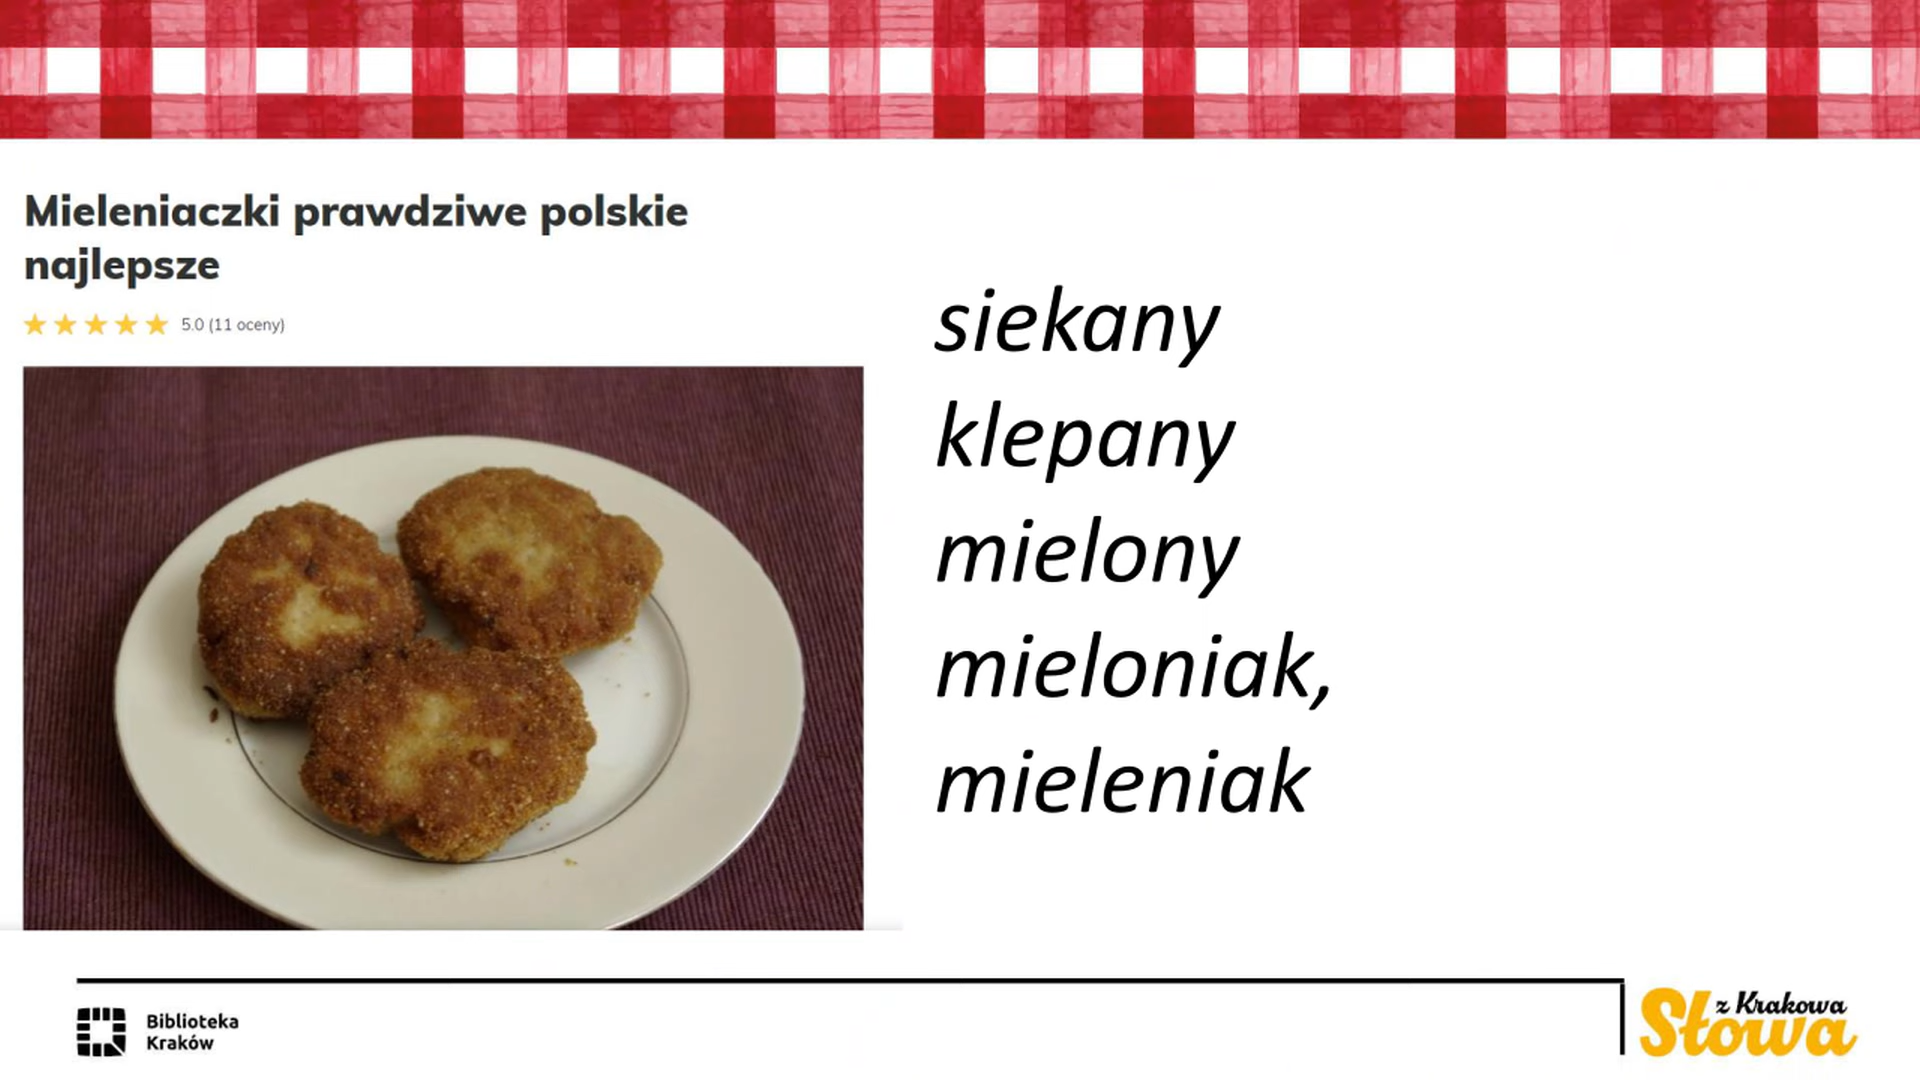 Mieleniaczki prawdziwe polskie
najlepsze
5.0 (11 oceny)
siekany
klepany
mielony
mieloniak,
mieleniak
Biblioteka
Kraków
z Krakowa
Słowa